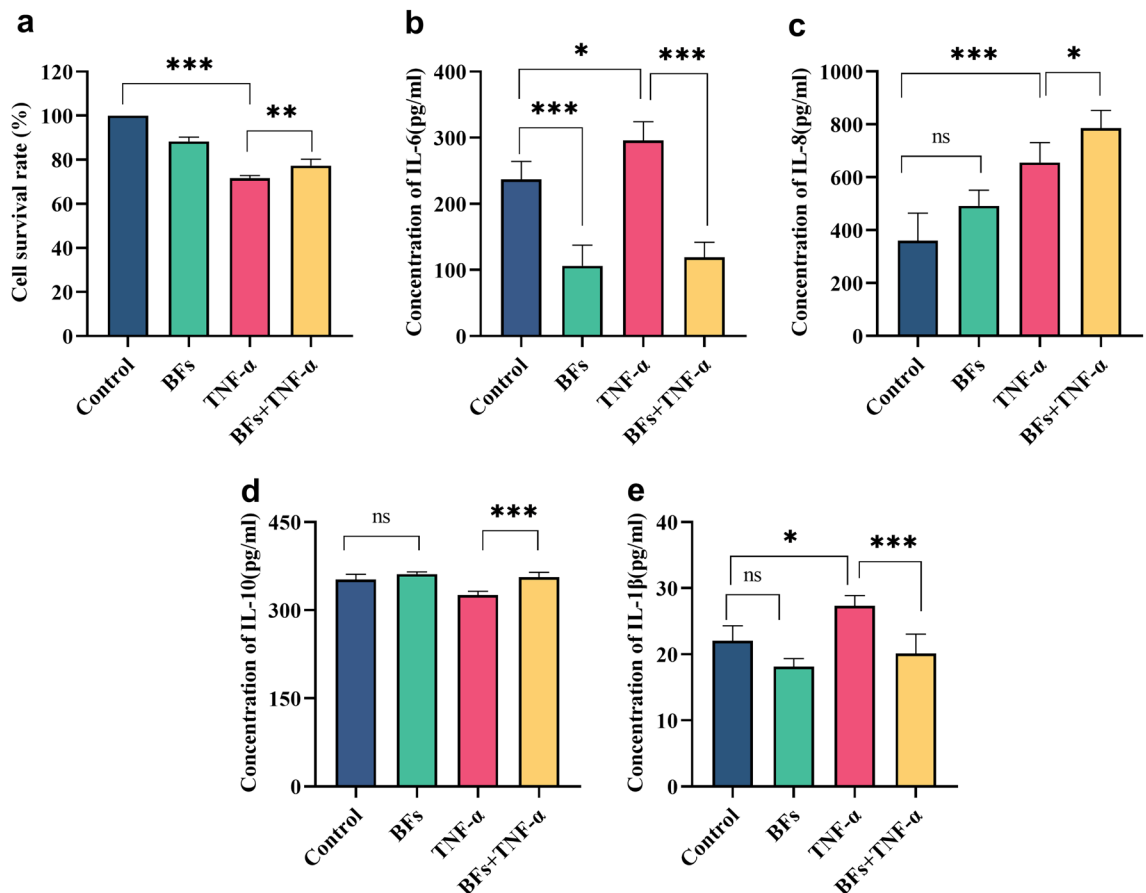 a
Cell survival rate (%)
120
100
80
60
40
20
0
***
**
Control
BFs
TNF-α
BFs+TNF-α
b
Concentration of IL-6(pg/ml)
400
300
200
100
0
*
***
***
Control
BFs
TNF-α
BFs+TNF-α
c
Concentration of IL-8(pg/ml)
1000
800
600
400
200
0
***
*
ns
Control
BFs
TNF-α
BFs+TNF-α
d
Concentration of IL-10(pg/ml)
450
300
150
0
ns
***
Control
BFs
TNF-α
BFs+TNF-α
e
Concentration of IL-1β(pg/ml)
40
30
20
10
0
*
***
ns
Control
BFs
TNF-α
BFs+TNF-α